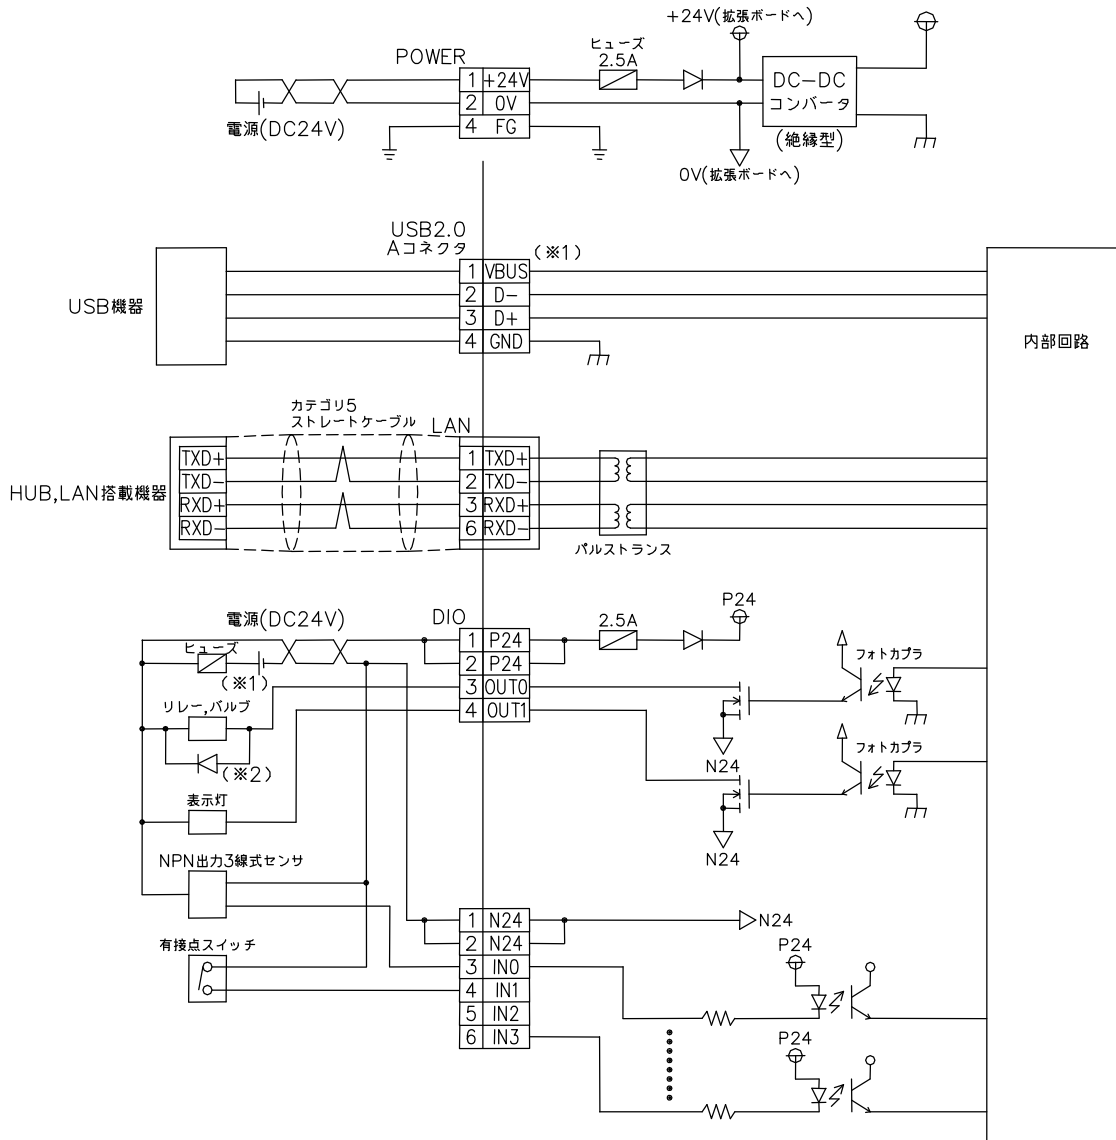 +24V(拡張ボードへ)
ヒューズ
2.5A
POWER
1 +24V
2 0V
4 FG
DC-DC
コンバータ
(絶縁型)
電源(DC24V)
0V(拡張ボードへ)
USB2.0
Aコネクタ
(※1)
1 VBUS
2 D-
3 D+
4 GND
USB機器
内部回路
カテゴリ5
ストレートケーブル
LAN
TXD+
TXD-
RXD+
RXD-
1 TXD+
2 TXD-
3 RXD+
6 RXD-
HUB,LAN搭載機器
パルストランス
電源(DC24V)
DIO
2.5A
P24
ヒューズ
(※1)
1 P24
2 P24
3 OUT0
4 OUT1
フォトカプラ
リレー,バルブ
(※2)
N24
フォトカプラ
表示灯
N24
NPN出力3線式センサ
有接点スイッチ
1 N24
2 N24
3 IN0
4 IN1
5 IN2
6 IN3
N24
P24
P24